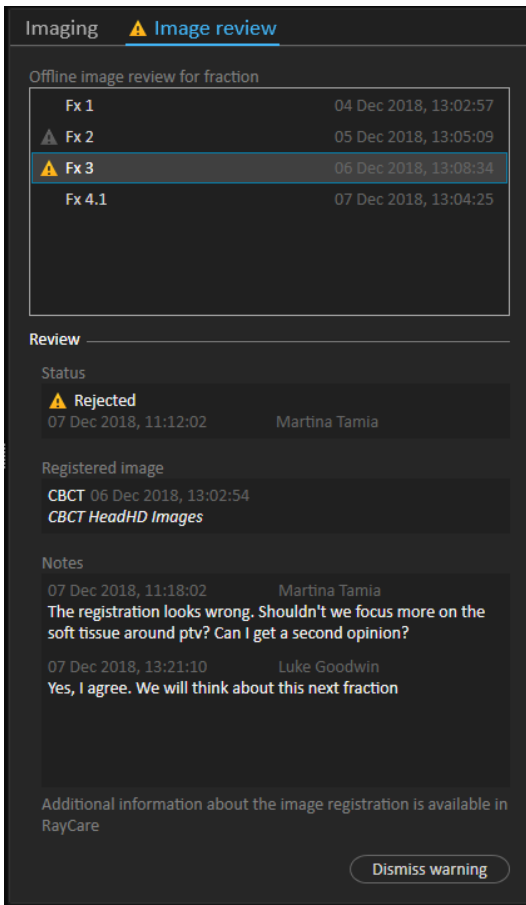 Imaging Image review
Offline image review for fraction
Fx 1 04 Dec 2018, 13:02:57
Fx 2 05 Dec 2018, 13:05:09
Fx 3 06 Dec 2018, 13:08:34
Fx 4.1 07 Dec 2018, 13:04:25
Review
Status
Rejected
07 Dec 2018, 11:12:02 Martina Tamia
Registered image
CBCT 06 Dec 2018, 13:02:54
CBCT HeadHD Images
Notes
07 Dec 2018, 11:18:02 Martina Tamia
The registration looks wrong. Shouldn't we focus more on the
soft tissue around ptv? Can I get a second opinion?
07 Dec 2018, 13:21:10 Luke Goodwin
Yes, I agree. We will think about this next fraction
Additional information about the image registration is available in
RayCare
Dismiss warning